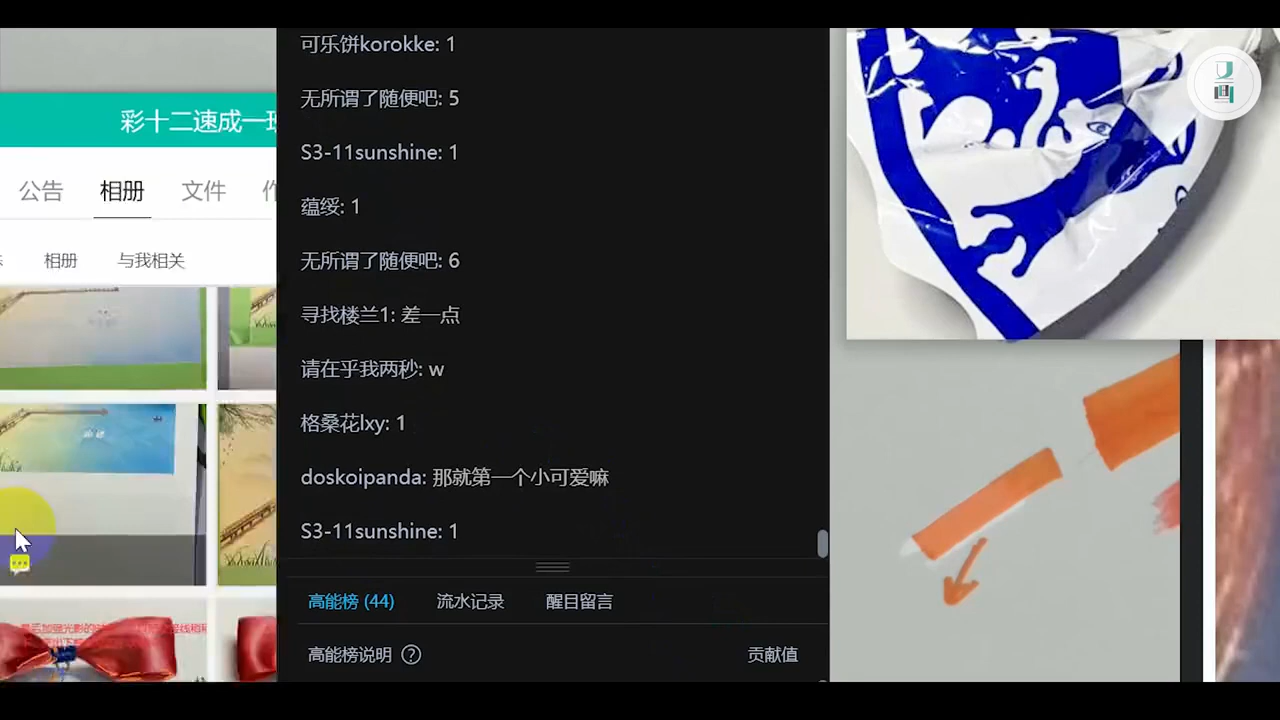 彩十二速成一班
公告
相册
文件
作
相册
与我相关
可乐饼korokke: 1
无所谓了随便吧: 5
S3-11sunshine: 1
蕴绥: 1
无所谓了随便吧: 6
寻找楼兰1: 差一点
请在乎我两秒: w
格桑花lxy: 1
doskoipanda: 那就第一个小可爱嘛
S3-11sunshine: 1
高能榜 (44)
流水记录
醒目留言
高能榜说明 ?
贡献值